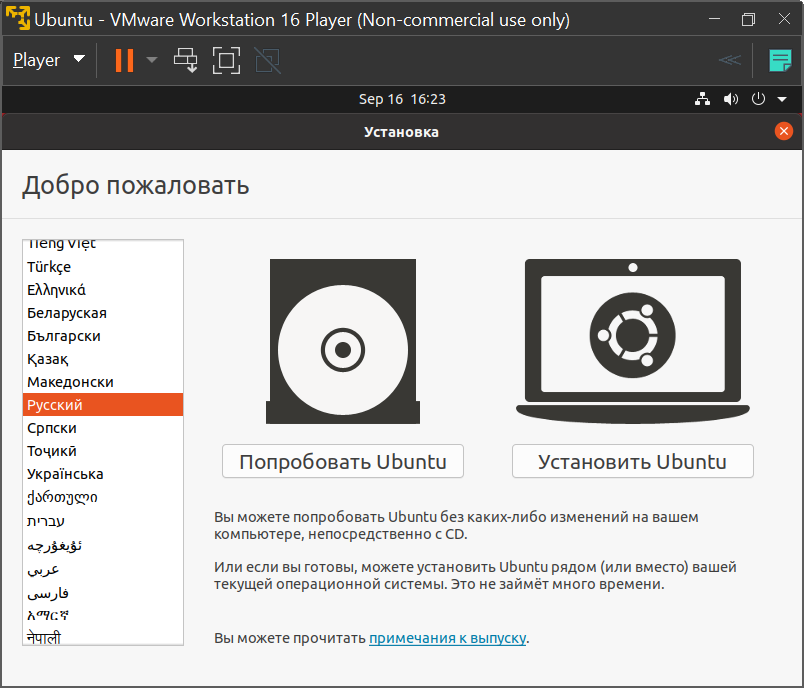 Ubuntu - VMware Workstation 16 Player (Non-commercial use only)
Player
Sep 16 16:23
Установка
Добро пожаловать
Tiếng Việt
Türkçe
Ελληνικά
Беларуская
Български
Қазақ
Македонски
Русский
Српски
Тоҷикӣ
Українська
ქართული
עברית
ئۇيغۇرچە
عربي
فارسی
አማርኛ
नेपाली
Попробовать Ubuntu
Установить Ubuntu
Вы можете попробовать Ubuntu без каких-либо изменений на вашем
компьютере, непосредственно с CD.
Или если вы готовы, можете установить Ubuntu рядом (или вместо) вашей
текущей операционной системы. Это не займёт много времени.
Вы можете прочитать примечания к выпуску.